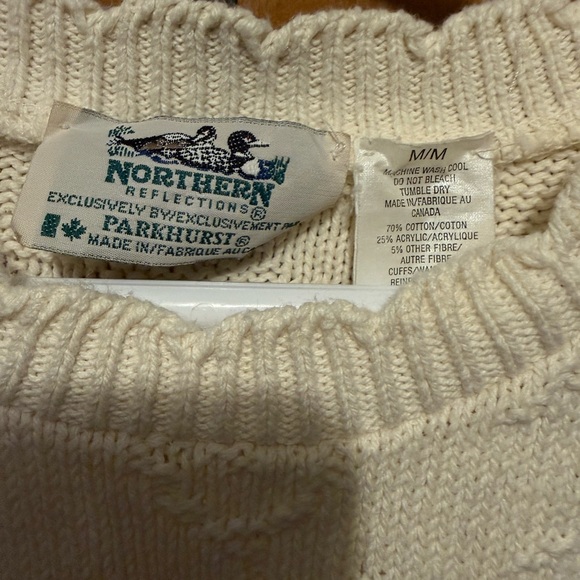 NORTHERN
REFLECTIONS®
EXCLUSIVELY BY/EXCLUSIVEMENT
PARKHURST®
MADE IN/FABRIQUE AU
M/M
MACHINE WASH COOL
DO NOT BLEACH
TUMBLE DRY
MADE IN/FABRIQUE AU
CANADA
70% COTTON/COTON
25% ACRYLIC/ACRYLIQUE
5% OTHER FIBRE/
AUTRE FIBRE